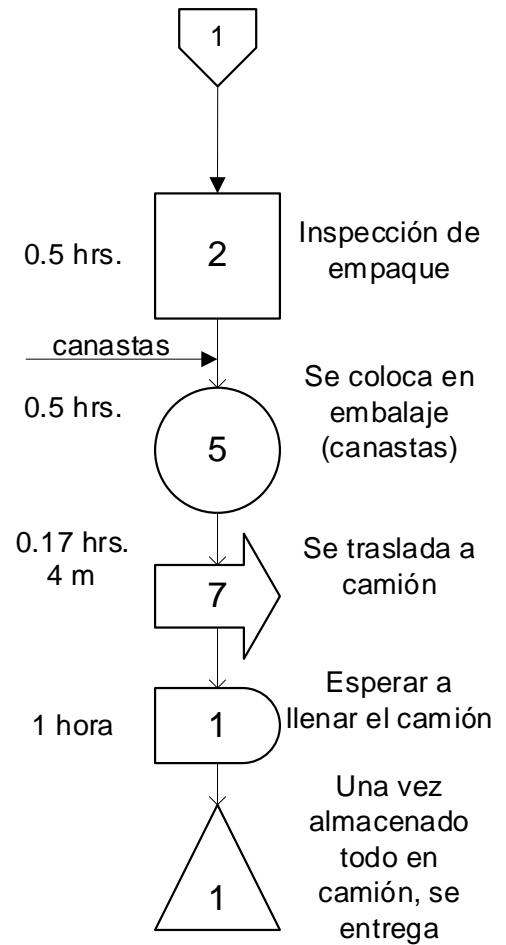 1
2
0.5 hrs.
Inspección de
empaque
canastas
0.5 hrs.
5
Se coloca en
embalaje
(canastas)
0.17 hrs.
4 m
7
Se traslada a
camión
1 hora
1
Esperar a
llenar el camión
1
Una vez
almacenado
todo en
camión, se
entrega